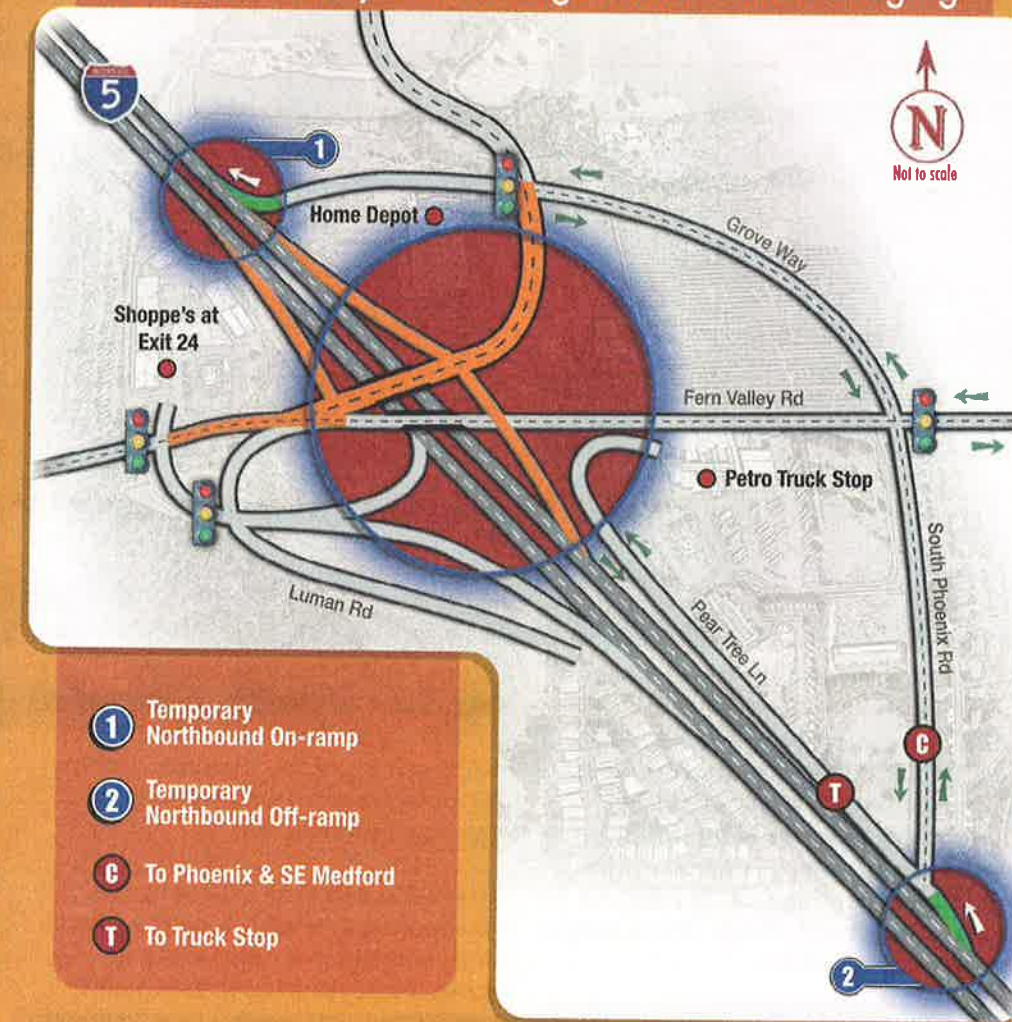 INTERSTATE
5
1
N
Not to scale
Home Depot
Grove Way
Shoppe's at
Exit 24
Fern Valley Rd
Petro Truck Stop
South Phoenix Rd
Luman Rd
Pear Tree Ln
C
T
2
1 Temporary
Northbound On-ramp
2 Temporary
Northbound Off-ramp
C To Phoenix & SE Medford
T To Truck Stop